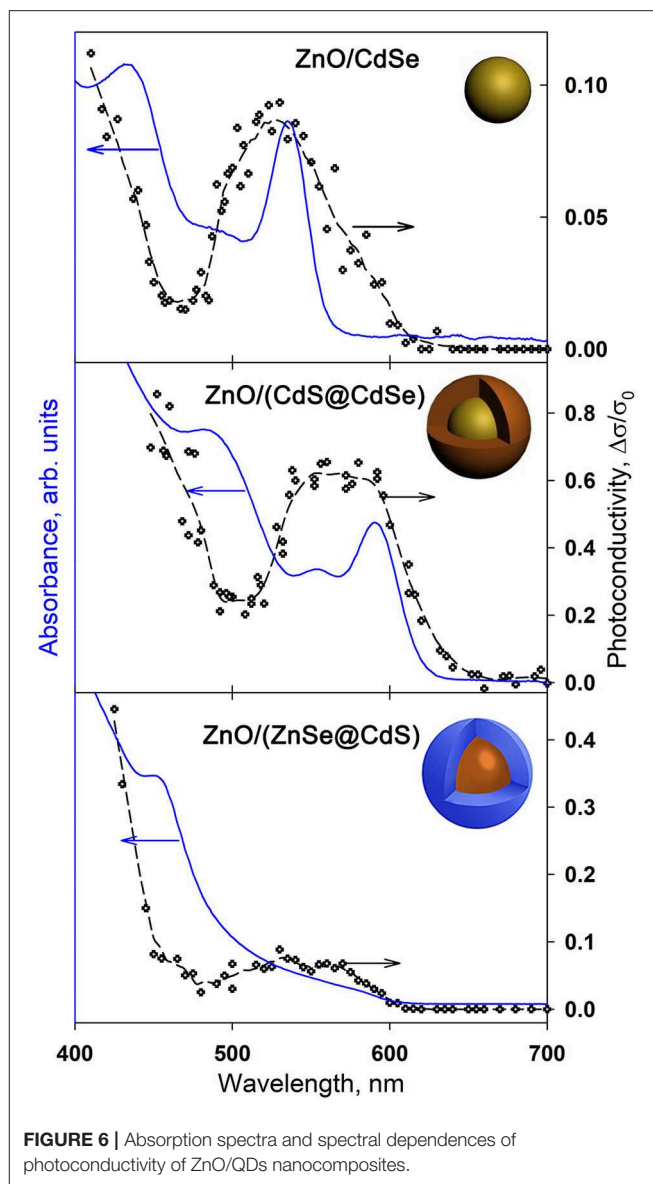 ZnO/CdSe
0.10
0.05
0.00
ZnO/(CdS@CdSe)
0.8
0.6
0.4
0.2
0.0
Absorbance, arb. units
Photoconductivity, Δσ/σ₀
ZnO/(ZnSe@CdS)
0.4
0.3
0.2
0.1
0.0
400 500 600 700
Wavelength, nm
FIGURE 6 | Absorption spectra and spectral dependences of
photoconductivity of ZnO/QDs nanocomposites.